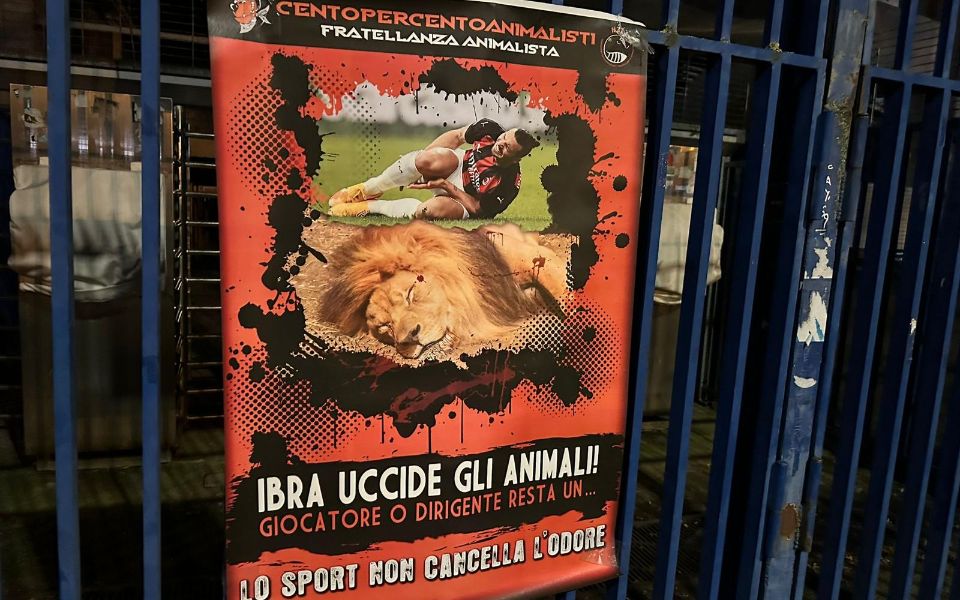 CENTOPERCENTOANIMALISTI
FRATELLANZA ANIMALISTA
IBRA UCCIDE GLI ANIMALI!
GIOCATORE O DIRIGENTE RESTA UN...
LO SPORT NON CANCELLA L'ODORE